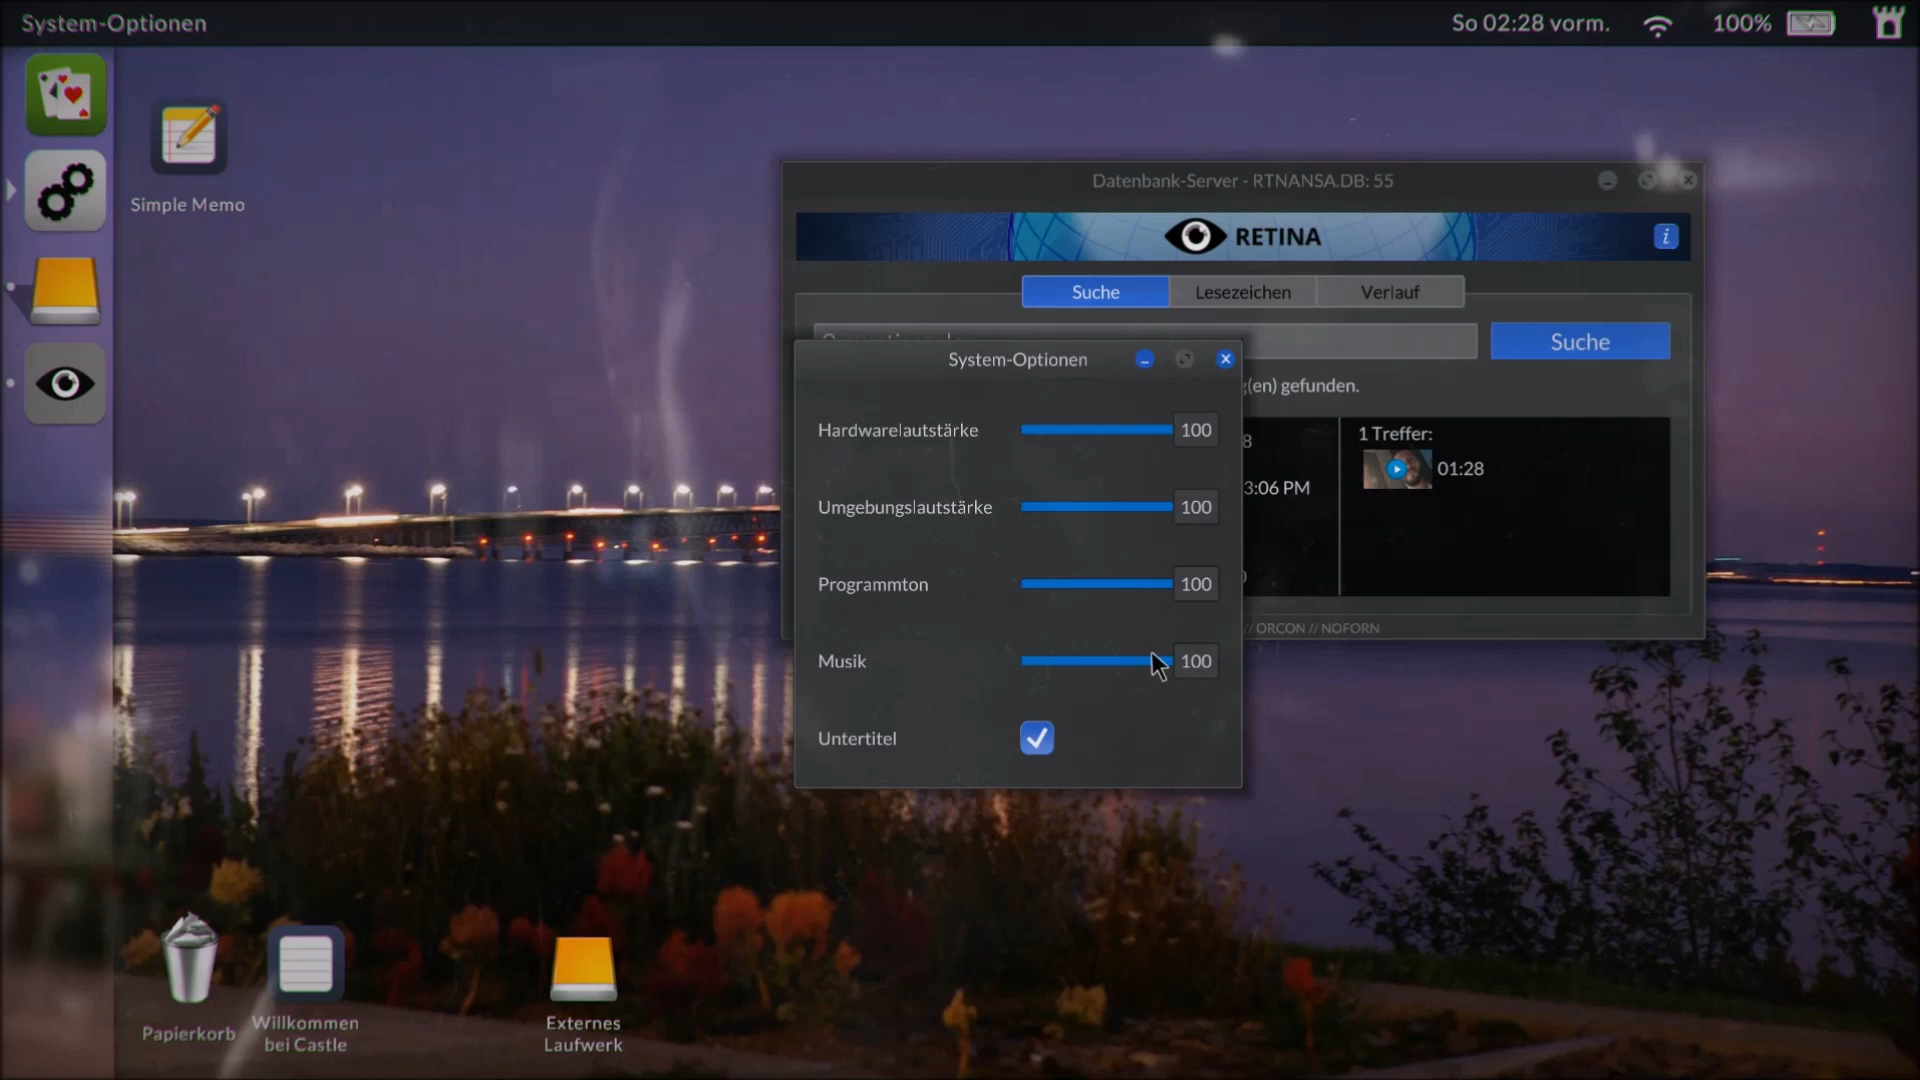 System-Optionen
So 02:28 vorm.
100%
Simple Memo
Datenbank-Server - RTNANSA.DB: 55
RETINA
i
Suche
Lesezeichen
Verlauf
Suche
g(en) gefunden.
8
3:06 PM
1 Treffer:
01:28
// ORCON // NOFORN
System-Optionen
Hardwarelautstärke
100
Umgebungslautstärke
100
Programmton
100
Musik
100
Untertitel
Papierkorb
Willkommen
bei Castle
Externes
Laufwerk